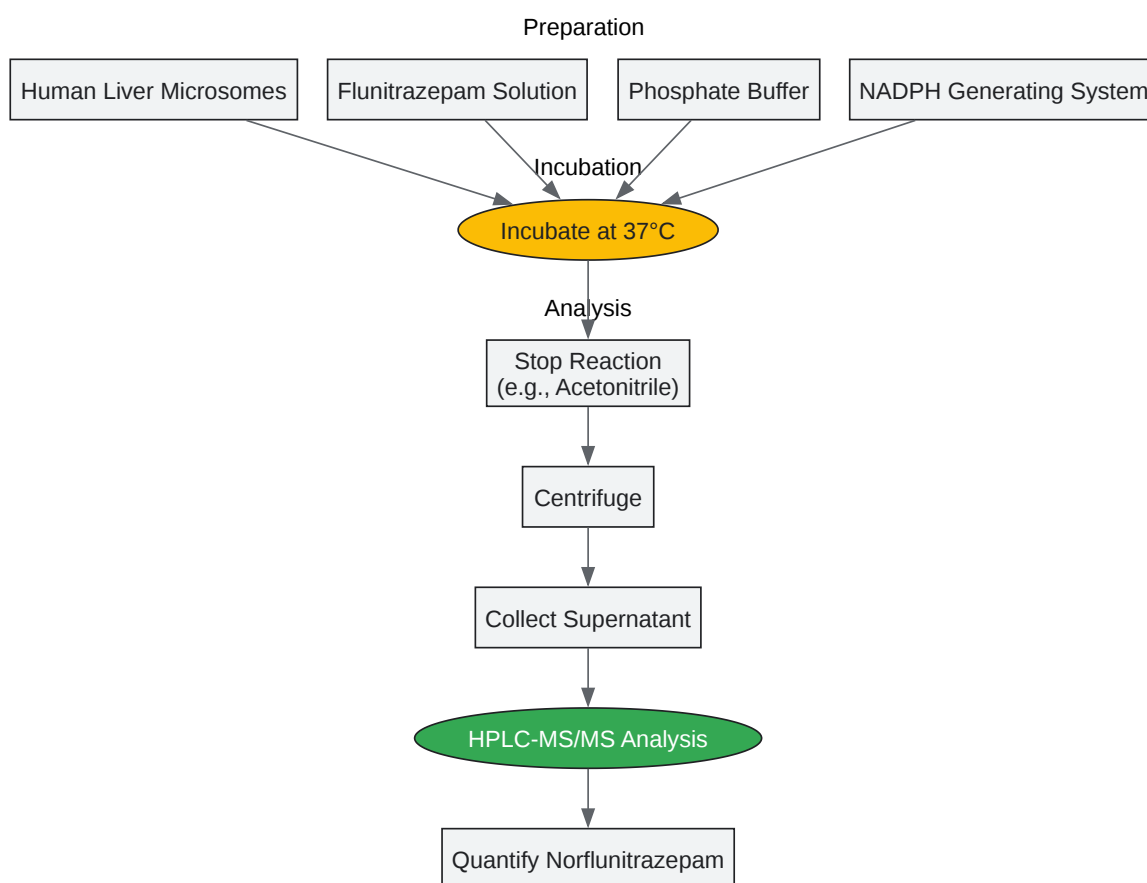 Preparation
Human Liver Microsomes
Flunitrazepam Solution
Phosphate Buffer
NADPH Generating System
Incubation
Incubate at 37°C
Analysis
Stop Reaction
(e.g., Acetonitrile)
Centrifuge
Collect Supernatant
HPLC-MS/MS Analysis
Quantify Norflunitrazepam